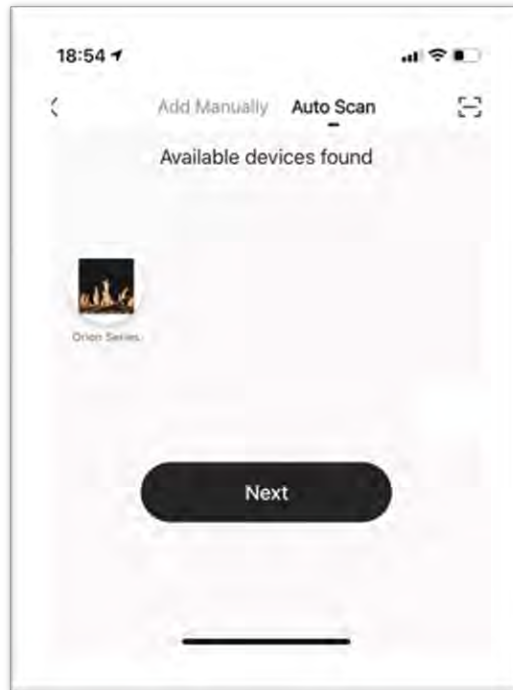 18:54
Add Manually Auto Scan
Available devices found
Orion Series
Next